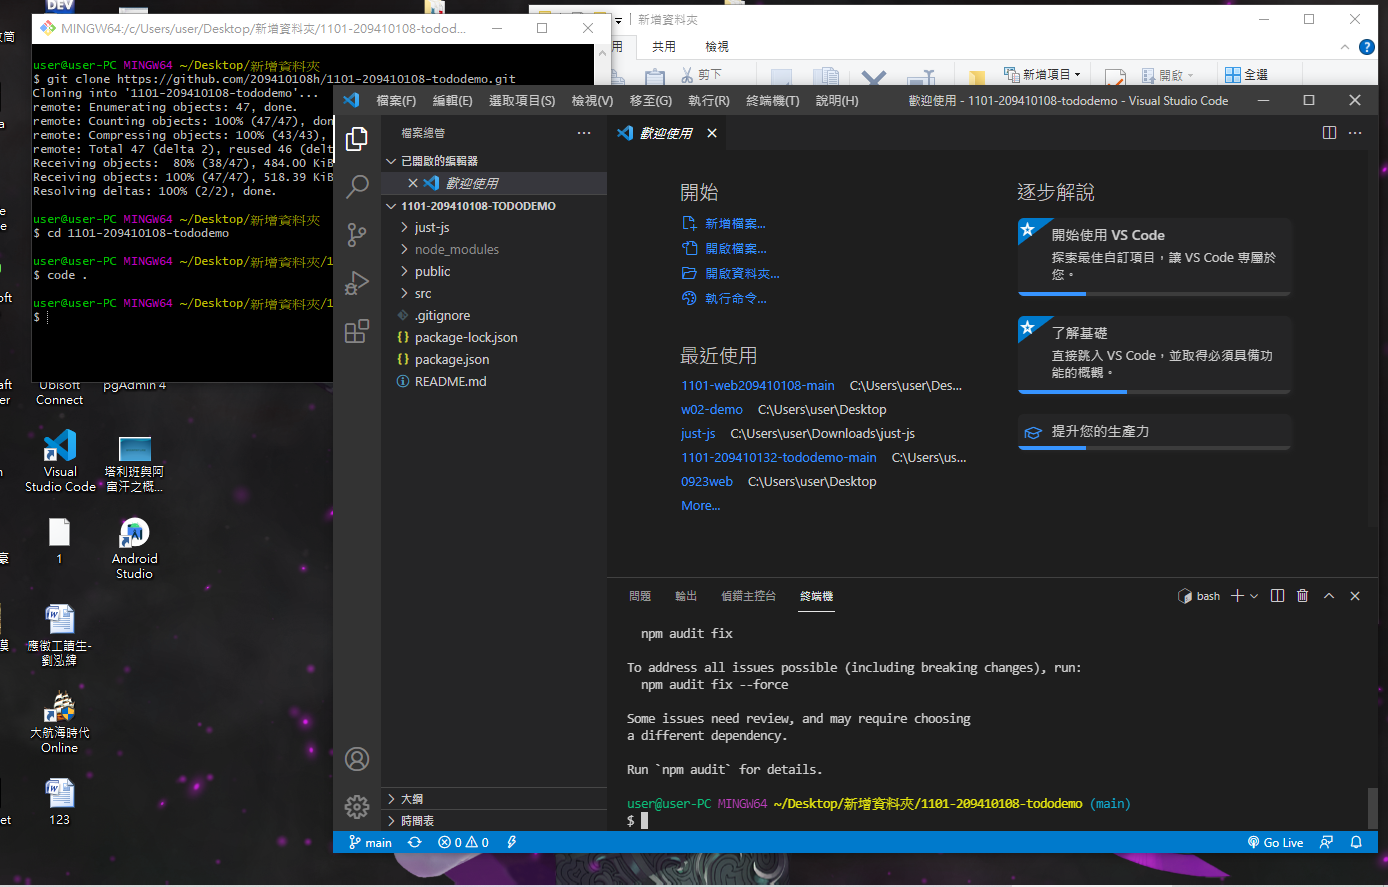 DEV
MINGW64:/c/Users/user/Desktop/新增資料夾/1101-209410108-todod...
user@user-PC MINGW64 ~/Desktop/新增資料夾
$ git clone https://github.com/209410108h/1101-209410108-tododemo.git
Cloning into '1101-209410108-tododemo'...
remote: Enumerating objects: 47, done.
remote: Counting objects: 100% (47/47), don
remote: Compressing objects: 100% (43/43),
remote: Total 47 (delta 2), reused 46 (delt
Receiving objects:  80% (38/47), 484.00 KiB
Receiving objects: 100% (47/47), 518.39 KiB
Resolving deltas: 100% (2/2), done.
user@user-PC MINGW64 ~/Desktop/新增資料夾
$ cd 1101-209410108-tododemo
user@user-PC MINGW64 ~/Desktop/新增資料夾/1
$ code .
user@user-PC MINGW64 ~/Desktop/新增資料夾/1
$
新增資料夾
用 共用 檢視
剪下 新增項目 開啟 全選
檔案(F) 編輯(E) 選取項目(S) 檢視(V) 移至(G) 執行(R) 終端機(T) 說明(H) 歡迎使用 - 1101-209410108-tododemo - Visual Studio Code
檔案總管
已開啟的編輯器
歡迎使用
1101-209410108-TODODEMO
just-js
node_modules
public
src
.gitignore
package-lock.json
package.json
README.md
大綱
時間表
歡迎使用
開始
新增檔案...
開啟檔案...
開啟資料夾...
執行命令...
最近使用
1101-web209410108-main C:\Users\user\Des...
w02-demo C:\Users\user\Desktop
just-js C:\Users\user\Downloads\just-js
1101-209410132-tododemo-main C:\Users\us...
0923web C:\Users\user\Desktop
More...
逐步解說
開始使用 VS Code
探索最佳自訂項目，讓 VS Code 專屬於
您。
了解基礎
直接跳入 VS Code，並取得必須具備功
能的概觀。
提升您的生產力
問題 輸出 偵錯主控台 終端機 bash
npm audit fix
To address all issues possible (including breaking changes), run:
npm audit fix --force
Some issues need review, and may require choosing
a different dependency.
Run `npm audit` for details.
user@user-PC MINGW64 ~/Desktop/新增資料夾/1101-209410108-tododemo (main)
$
main 0 0 Go Live
Ubisoft
Connect
pgAdmin 4
Visual
Studio Code
塔利班與阿
富汗之概...
1
Android
Studio
應徵工讀生-
劉泓緯
大航海時代
Online
123